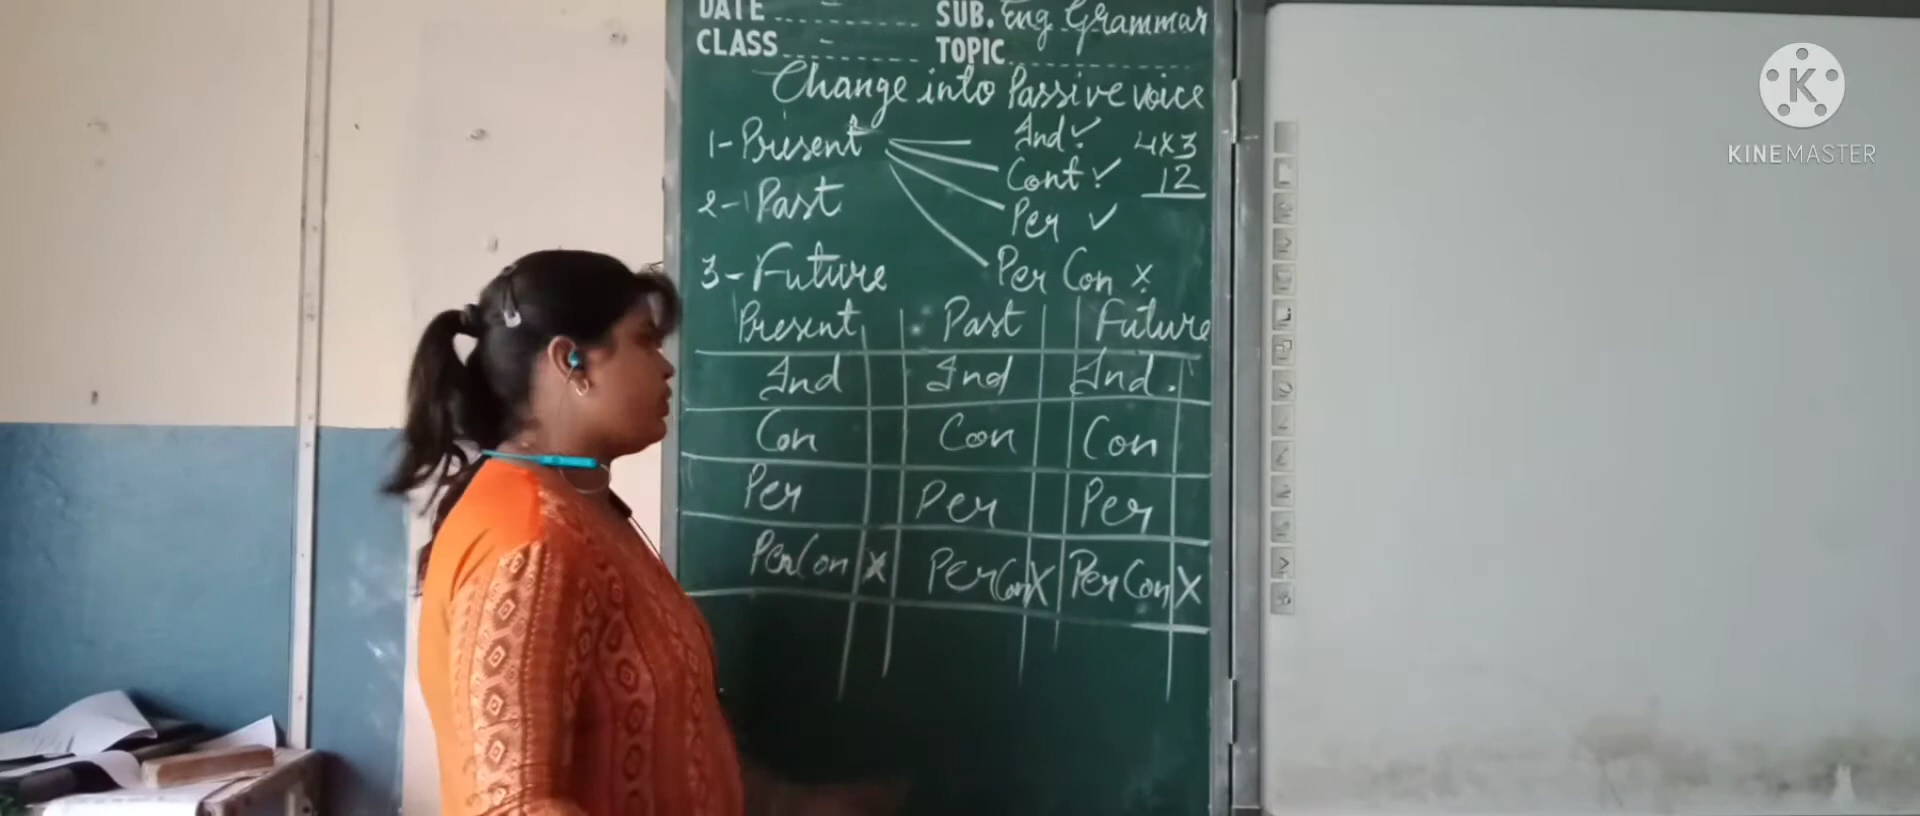 DATE - SUB. Eng Grammar
CLASS - TOPIC
Change into Passive voice
1- Present Ind ✓ 4x3
Cont ✓ 12
2- Past Per ✓
3- Future Per Con x
Present Past Future
Ind Ind Ind.
Con Con Con
Per Per Per
Per Con x Per Con X Per Con X
K
KINEMASTER